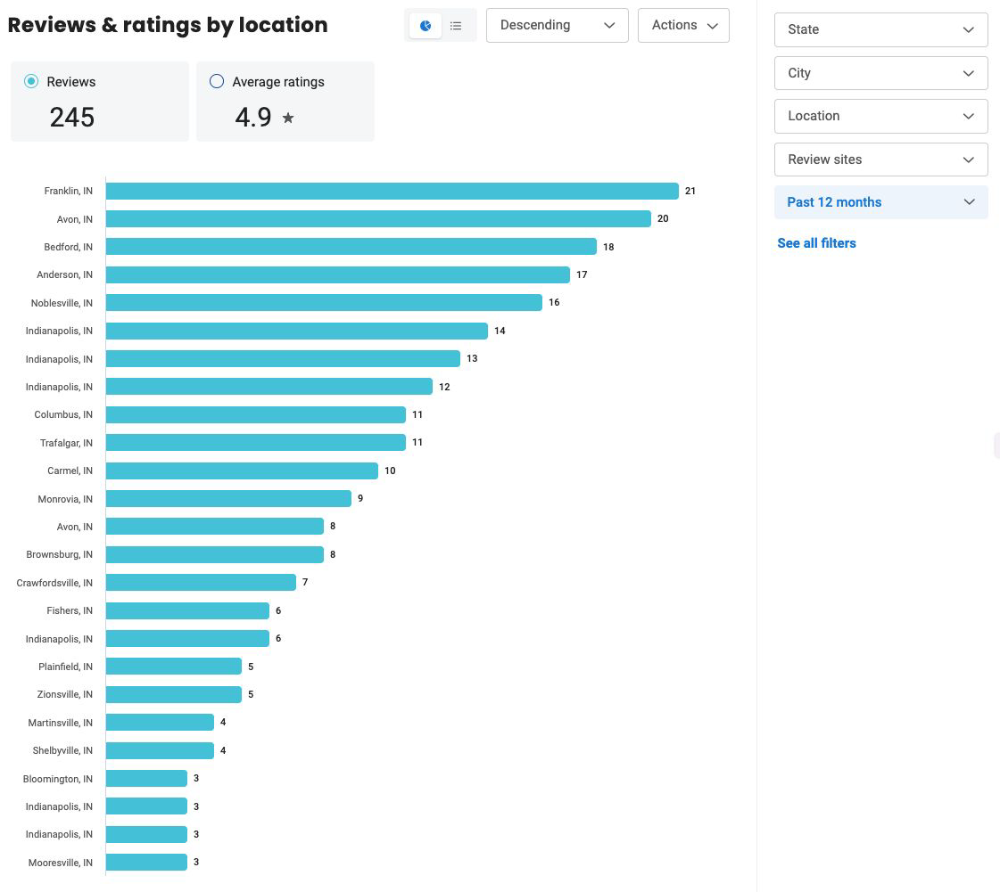 Reviews & ratings by location
Descending
Actions
Reviews
245
Average ratings
4.9
Franklin, IN 21
Avon, IN 20
Bedford, IN 18
Anderson, IN 17
Noblesville, IN 16
Indianapolis, IN 14
Indianapolis, IN 13
Indianapolis, IN 12
Columbus, IN 11
Trafalgar, IN 11
Carmel, IN 10
Monrovia, IN 9
Avon, IN 8
Brownsburg, IN 8
Crawfordsville, IN 7
Fishers, IN 6
Indianapolis, IN 6
Plainfield, IN 5
Zionsville, IN 5
Martinsville, IN 4
Shelbyville, IN 4
Bloomington, IN 3
Indianapolis, IN 3
Indianapolis, IN 3
Mooresville, IN 3
State
City
Location
Review sites
Past 12 months
See all filters